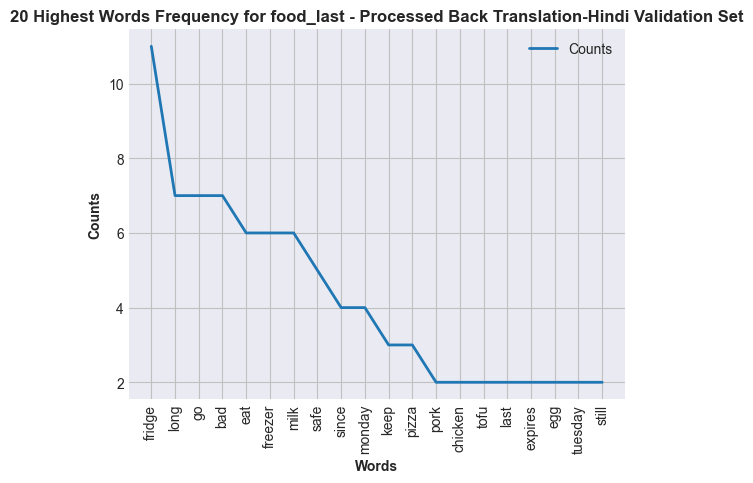 20 Highest Words Frequency for food_last - Processed Back Translation-Hindi Validation Set
Counts
10
8
6
4
2
Counts
fridge
long
go
bad
eat
freezer
milk
safe
since
monday
keep
pizza
pork
chicken
tofu
last
expires
egg
tuesday
still
Words